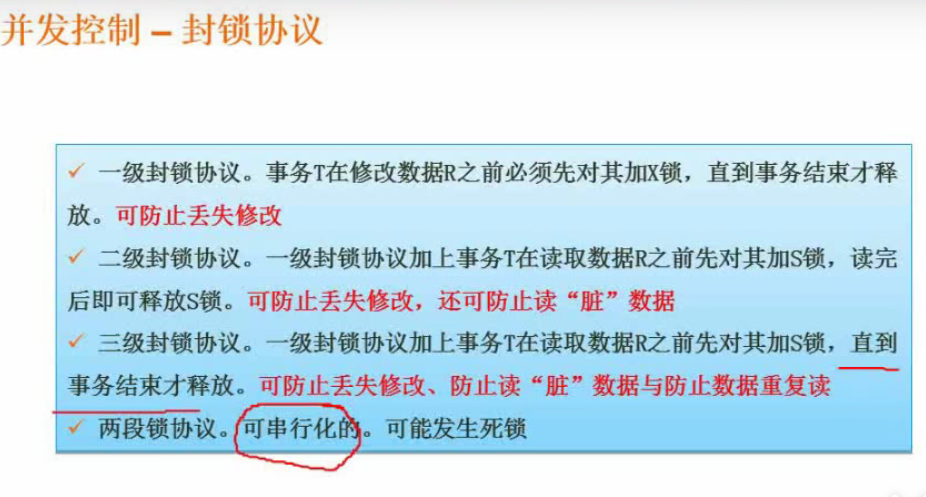 并发控制 – 封锁协议
✓ 一级封锁协议。事务T在修改数据R之前必须先对其加X锁，直到事务结束才释
放。可防止丢失修改
✓ 二级封锁协议。一级封锁协议加上事务T在读取数据R之前先对其加S锁，读完
后即可释放S锁。可防止丢失修改，还可防止读“脏”数据
✓ 三级封锁协议。一级封锁协议加上事务T在读取数据R之前先对其加S锁，直到
事务结束才释放。可防止丢失修改、防止读“脏”数据与防止数据重复读
✓ 两段锁协议。可串行化的。可能发生死锁